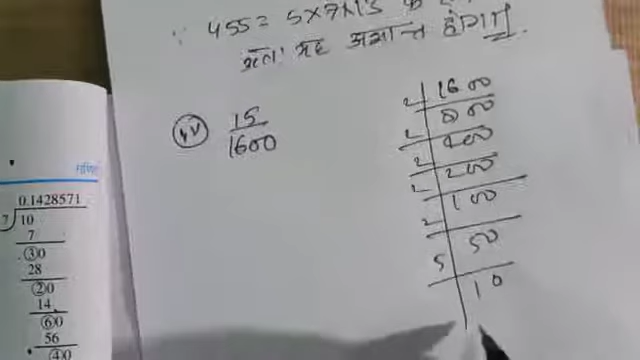 ∵ 455 = 5×7×13 के
अतः यह असान्त होगा
(iv) 15/1600
2 | 1600
2 | 800
2 | 400
2 | 200
2 | 100
5 | 50
10
गणित
0.1428571
7 10
7
③0
28
②0
14
⑥0
56
④0